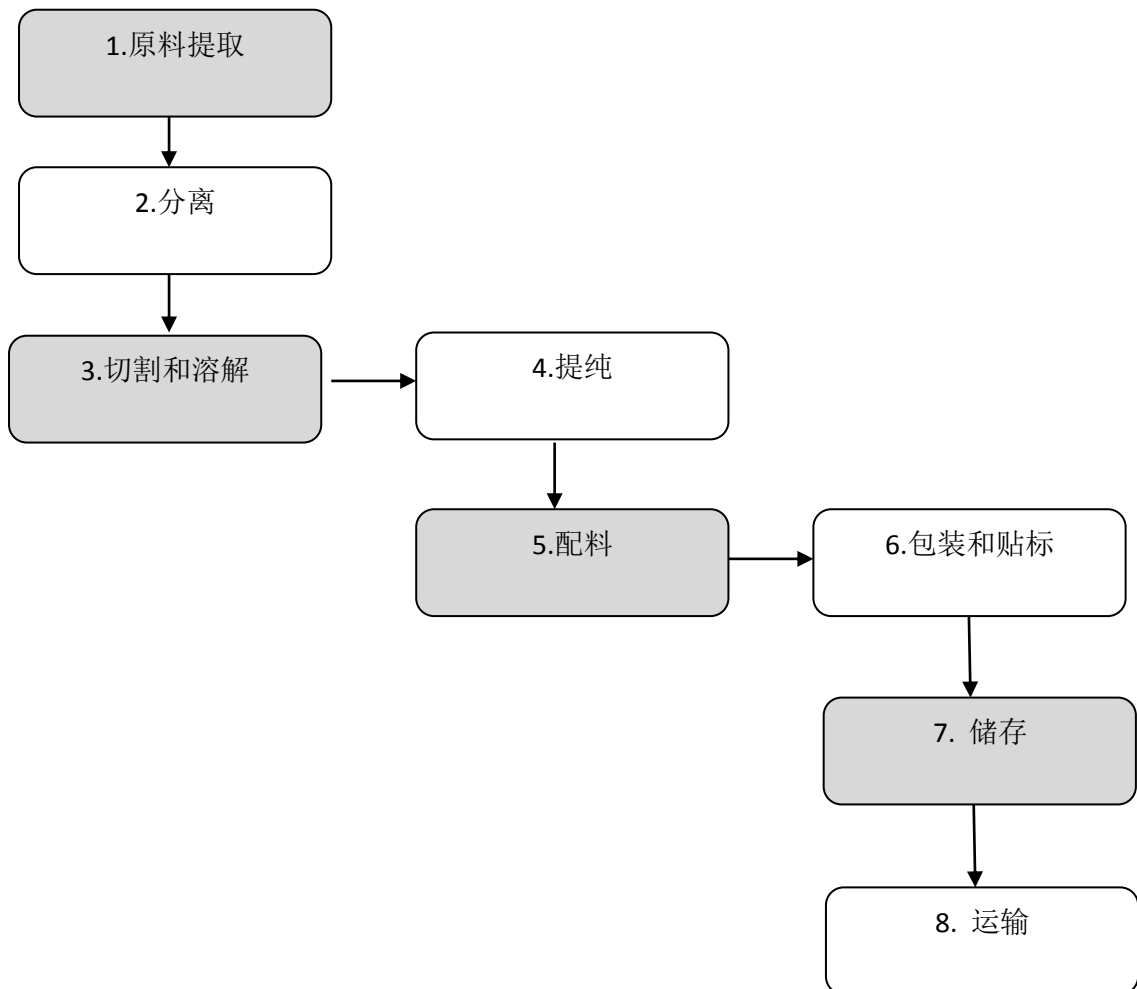 1.原料提取
2.分离
3.切割和溶解
4.提纯
5.配料
6.包装和贴标
7. 储存
8. 运输